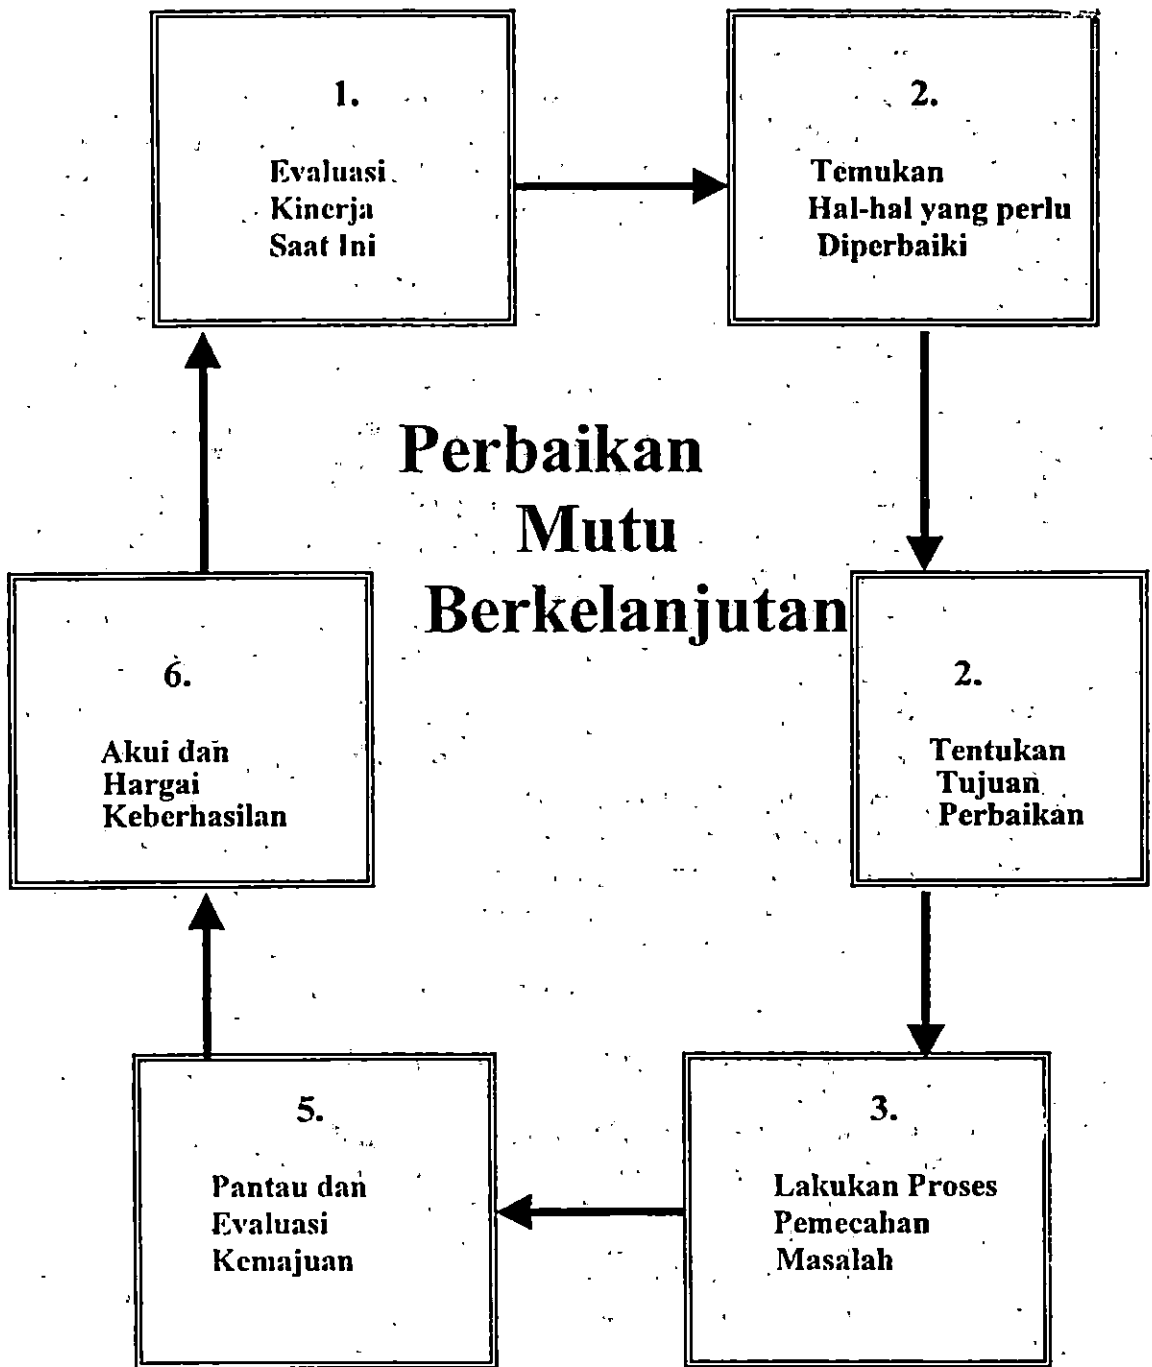 1.
Evaluasi
Kinerja
Saat Ini
2.
Temukan
Hal-hal yang perlu
Diperbaiki
Perbaikan
Mutu
Berkelanjutan
2.
Tentukan
Tujuan
Perbaikan
3.
Lakukan Proses
Pemecahan
Masalah
5.
Pantau dan
Evaluasi
Kemajuan
6.
Akui dan
Hargai
Keberhasilan